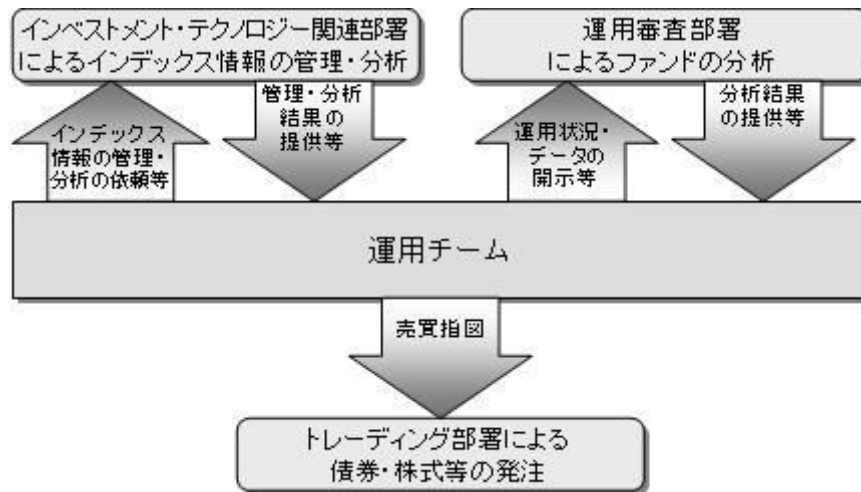 インベストメント・テクノロジー関連部署
によるインデックス情報の管理・分析
運用審査部署
によるファンドの分析
インデックス
情報の管理・
分析の依頼等
管理・分析
結果の
提供等
運用状況・
データの
開示等
分析結果
の提供等
運用チーム
売買指図
トレーディング部署による
債券・株式等の発注